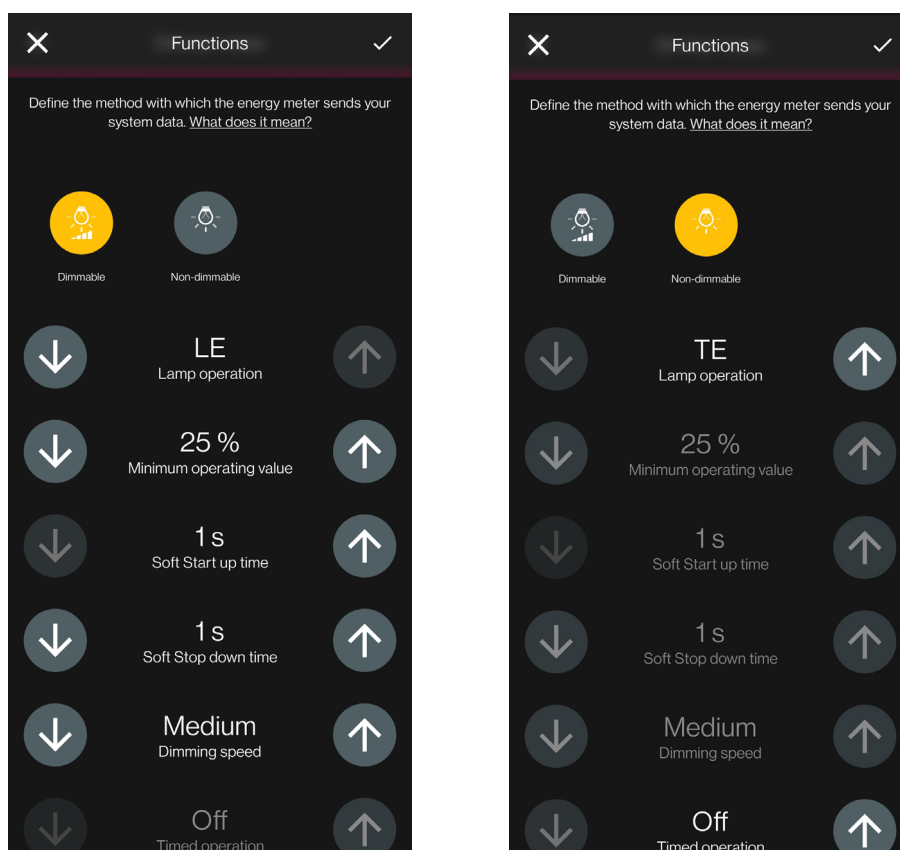 Functions
Define the method with which the energy meter sends your
system data. What does it mean?
Dimmable
Non-dimmable
LE
Lamp operation
25 %
Minimum operating value
1 s
Soft Start up time
1 s
Soft Stop down time
Medium
Dimming speed
Off
Timed operation
Functions
Define the method with which the energy meter sends your
system data. What does it mean?
Dimmable
Non-dimmable
TE
Lamp operation
25 %
Minimum operating value
1 s
Soft Start up time
1 s
Soft Stop down time
Medium
Dimming speed
Off
Timed operation